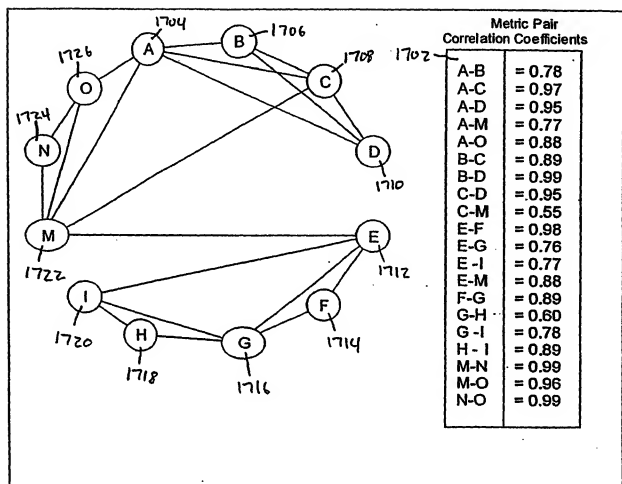 1704
A
1706
B
1726
O
1708
C
1724
N
D
1710
M
1722
E
1712
I
1720
H
1718
G
1716
F
1714
Metric Pair
Correlation Coefficients
1702
A-B = 0.78
A-C = 0.97
A-D = 0.95
A-M = 0.77
A-O = 0.88
B-C = 0.89
B-D = 0.99
C-D = 0.95
C-M = 0.55
E-F = 0.98
E-G = 0.76
E-I = 0.77
E-M = 0.88
F-G = 0.89
G-H = 0.60
G-I = 0.78
H-I = 0.89
M-N = 0.99
M-O = 0.96
N-O = 0.99